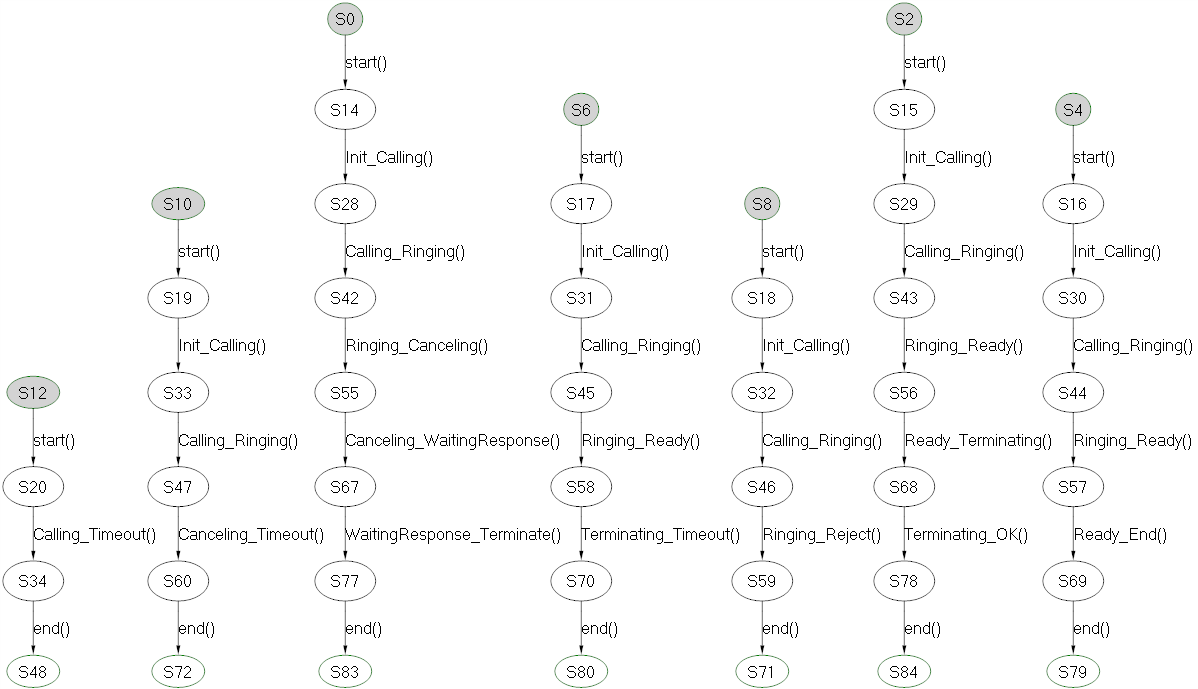 S0 S2
start() start()
S14 S6 S15 S4
Init_Calling() start() Init_Calling() start()
S10 S28 S17 S8 S29 S16
start() Calling_Ringing() Init_Calling() start() Calling_Ringing() Init_Calling()
S19 S42 S31 S18 S43 S30
Init_Calling() Ringing_Canceling() Calling_Ringing() Init_Calling() Ringing_Ready() Calling_Ringing()
S12 S33 S55 S45 S32 S56 S44
start() Calling_Ringing() Canceling_WaitingResponse() Ringing_Ready() Calling_Ringing() Ready_Terminating() Ringing_Ready()
S20 S47 S67 S58 S46 S68 S57
Calling_Timeout() Canceling_Timeout() WaitingResponse_Terminate() Terminating_Timeout() Ringing_Reject() Terminating_OK() Ready_End()
S34 S60 S77 S70 S59 S78 S69
end() end() end() end() end() end() end()
S48 S72 S83 S80 S71 S84 S79